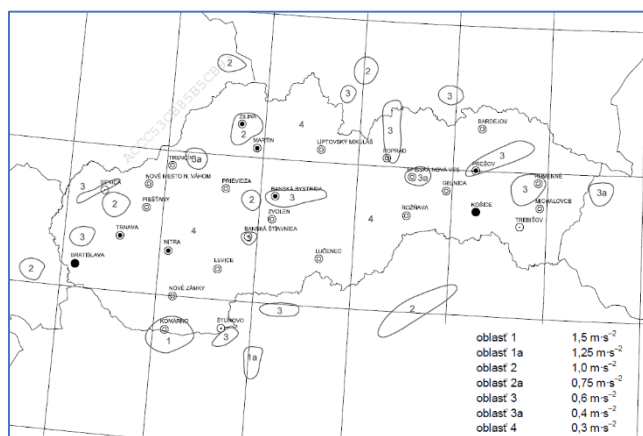 2
2
3
3
ŽILINA
2
4
BARDEJOV
3
MARTIN
LIPTOVSKÝ MIKULÁŠ
3
PREŠOV
TRENČÍN
3a
POPRAD
SPIŠSKÁ NOVÁ VES
3a
GELNICA
HUMENNÉ
3
3a
SENICA
3
NOVÉ MESTO N. VÁHOM
PRIEVIDZA
BANSKÁ BYSTRICA
2
3
2
PIEŠŤANY
ZVOLEN
4
ROŽŇAVA
KOŠICE
MICHALOVCE
TREBIŠOV
3
TRNAVA
4
BANSKÁ ŠTIAVNICA
3
NITRA
BRATISLAVA
LEVICE
LUČENEC
2
NOVÉ ZÁMKY
3
2
KOMÁRNO
1
ŠTÚROVO
3
1a
oblasť 1 1,5 m·s⁻²
oblasť 1a 1,25 m·s⁻²
oblasť 2 1,0 m·s⁻²
oblasť 2a 0,75 m·s⁻²
oblasť 3 0,6 m·s⁻²
oblasť 3a 0,4 m·s⁻²
oblasť 4 0,3 m·s⁻²